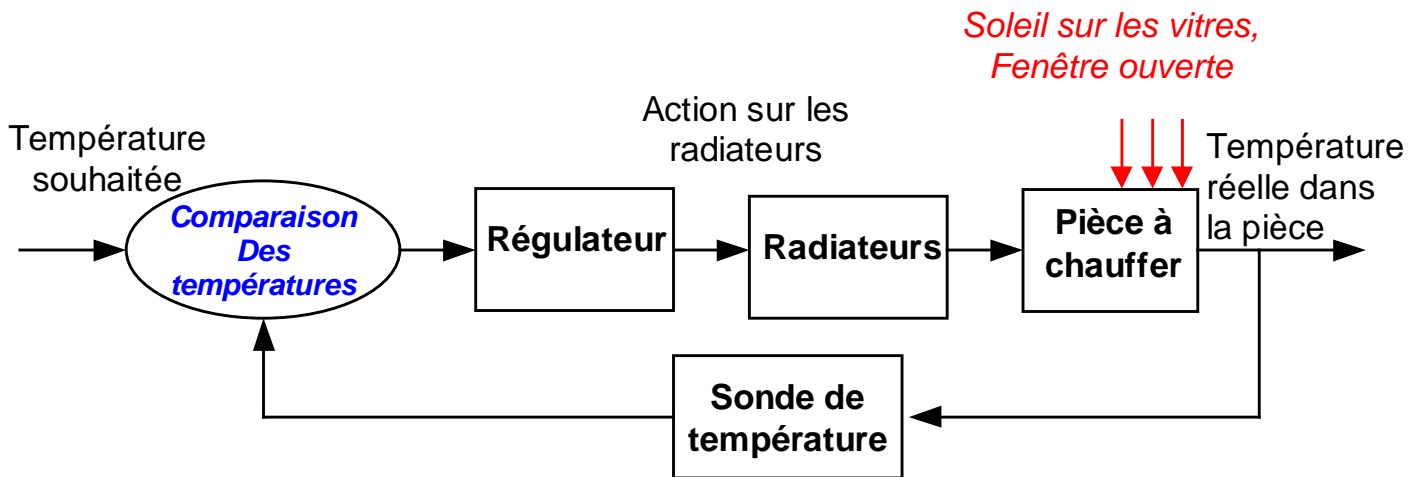 Soleil sur les vitres,
Fenêtre ouverte
Action sur les
radiateurs
Température
souhaitée
Température
réelle dans
la pièce
Comparaison
Des
températures
Régulateur
Radiateurs
Pièce à
chauffer
Sonde de
température